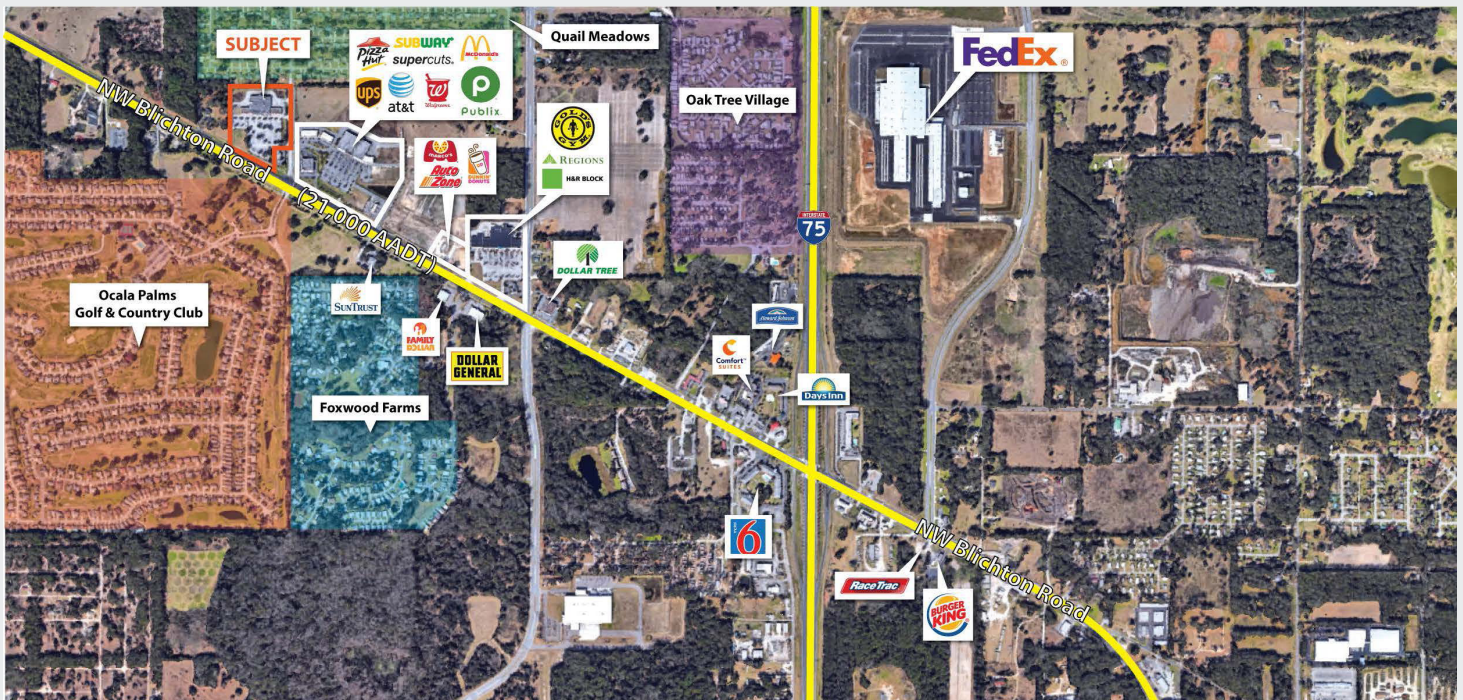 SUBJECT
Pizza
Hut
SUBWAY
supercuts.
McDonald's
ups
at&t
Walgreens
Publix.
Quail Meadows
FedEx®
Oak Tree Village
GOLD'S
GYM
REGIONS
H&R BLOCK
MARCO'S
Auto
Zone
DUNKIN'
DONUTS
NW Blichton Road (21,000 AADT)
INTERSTATE
75
DOLLAR TREE
SUNTRUST
Ocala Palms
Golf & Country Club
FAMILY
DOLLAR
DOLLAR
GENERAL
Foxwood Farms
Howard Johnson
Comfort
SUITES
Days Inn
6
NW Blichton Road
RaceTrac
BURGER
KING